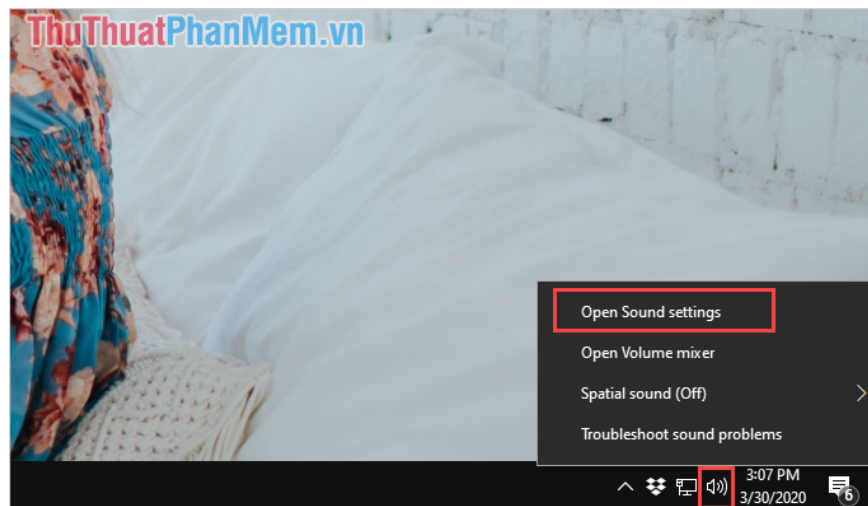 ThuThuatPhanMem.vn
Open Sound settings
Open Volume mixer
Spatial sound (Off)
Troubleshoot sound problems
3:07 PM
3/30/2020
6